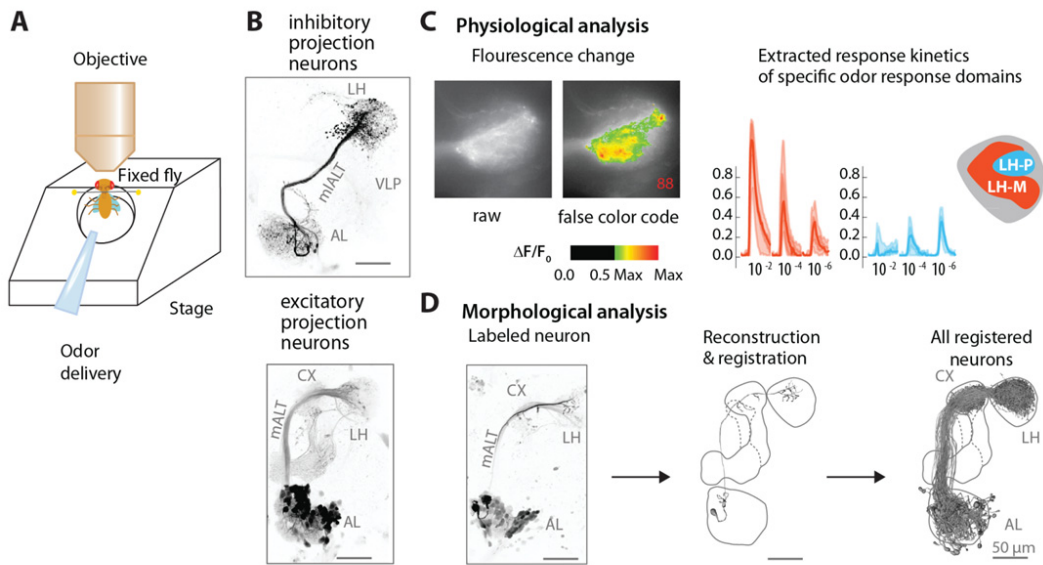 A
Objective
Fixed fly
Stage
Odor
delivery
B
inhibitory
projection
neurons
LH
mlALT
VLP
AL
excitatory
projection
neurons
CX
mALT
LH
AL
C
Physiological analysis
Flourescence change
88
raw
false color code
ΔF/F0
0.0
0.5 Max
Max
Extracted response kinetics
of specific odor response domains
0.8
0.6
0.4
0.2
0.0
10-2
10-4
10-6
0.8
0.6
0.4
0.2
0.0
10-2
10-4
10-6
LH-P
LH-M
D
Morphological analysis
Labeled neuron
CX
mALT
LH
AL
Reconstruction
& registration
All registered
neurons
CX
LH
AL
50 μm